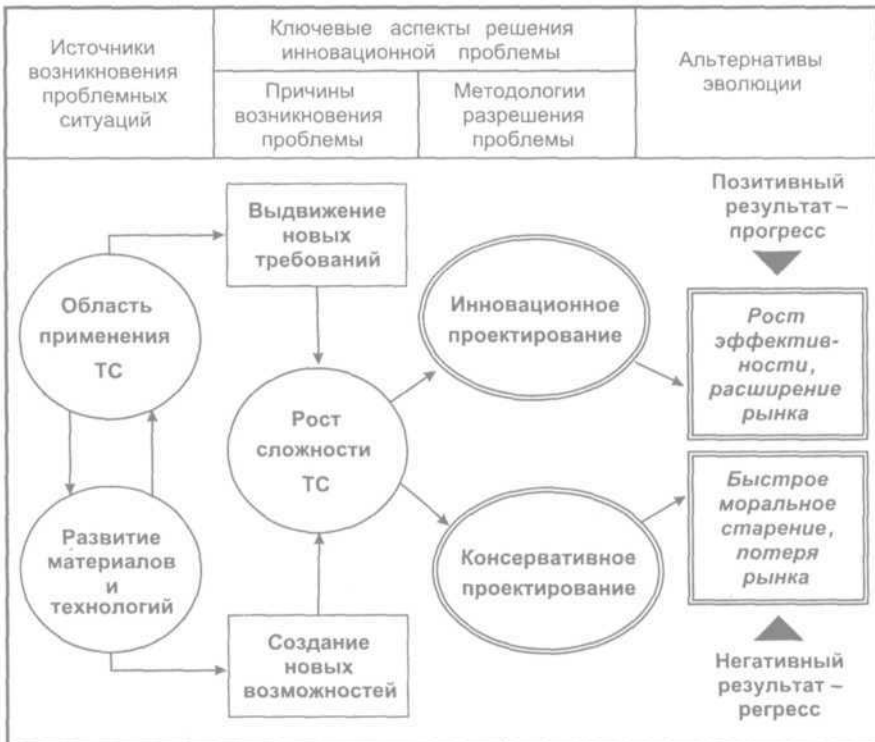 Источники
возникновения
проблемных
ситуаций
Ключевые аспекты решения
инновационной проблемы
Причины
возникновения
проблемы
Методологии
разрешения
проблемы
Альтернативы
эволюции
Область
применения
ТС
Развитие
материалов
и
технологий
Выдвижение
новых
требований
Рост
сложности
ТС
Создание
новых
возможностей
Инновационное
проектирование
Консервативное
проектирование
Позитивный
результат –
прогресс
Рост
эффектив-
ности,
расширение
рынка
Быстрое
моральное
старение,
потеря
рынка
Негативный
результат –
регресс